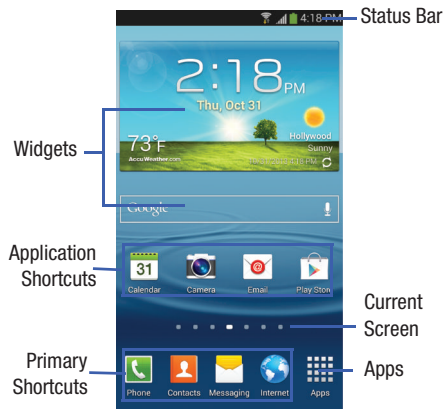 4:18 PM
Status Bar
2:18 PM
Thu, Oct 31
Widgets
73°F
AccuWeather.com
Hollywood
Sunny
Google
Application
Shortcuts
31
Calendar
Camera
@
Email
Play Store
Current
Screen
Primary
Shortcuts
Phone
Contacts
Messaging
Internet
Apps
Apps